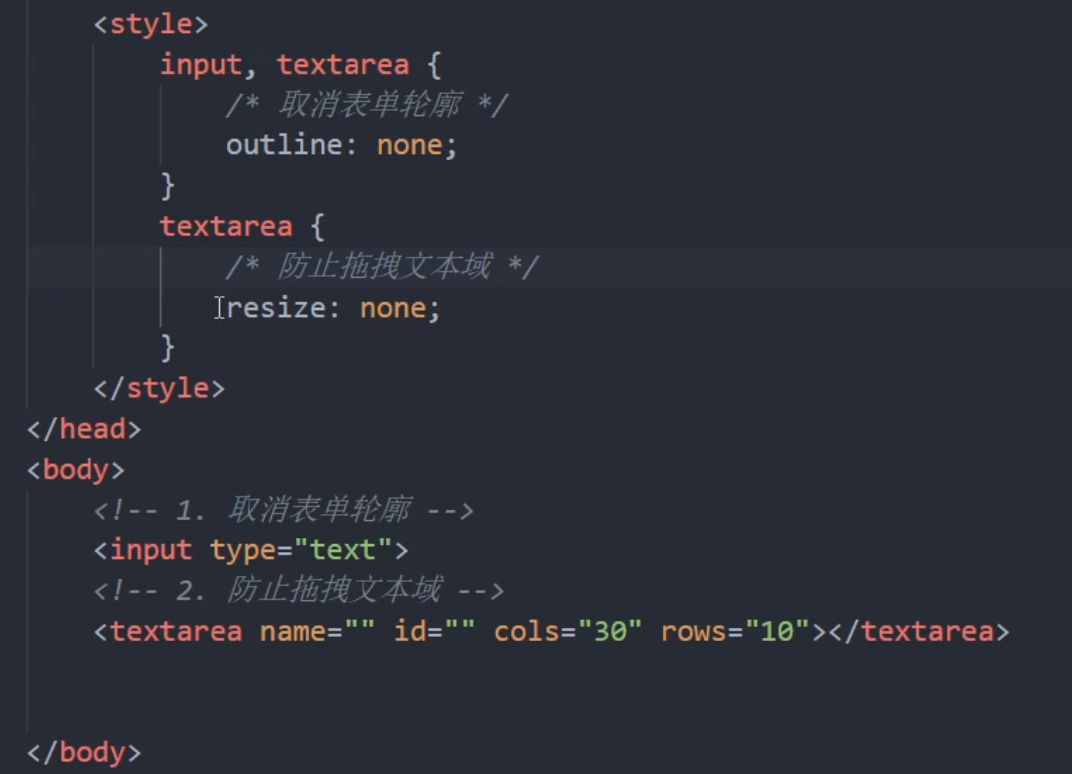 <style>
input, textarea {
/* 取消表单轮廓 */
outline: none;
}
textarea {
/* 防止拖拽文本域 */
resize: none;
}
</style>
</head>
<body>
<!-- 1. 取消表单轮廓 -->
<input type="text">
<!-- 2. 防止拖拽文本域 -->
<textarea name="" id="" cols="30" rows="10"></textarea>
</body>